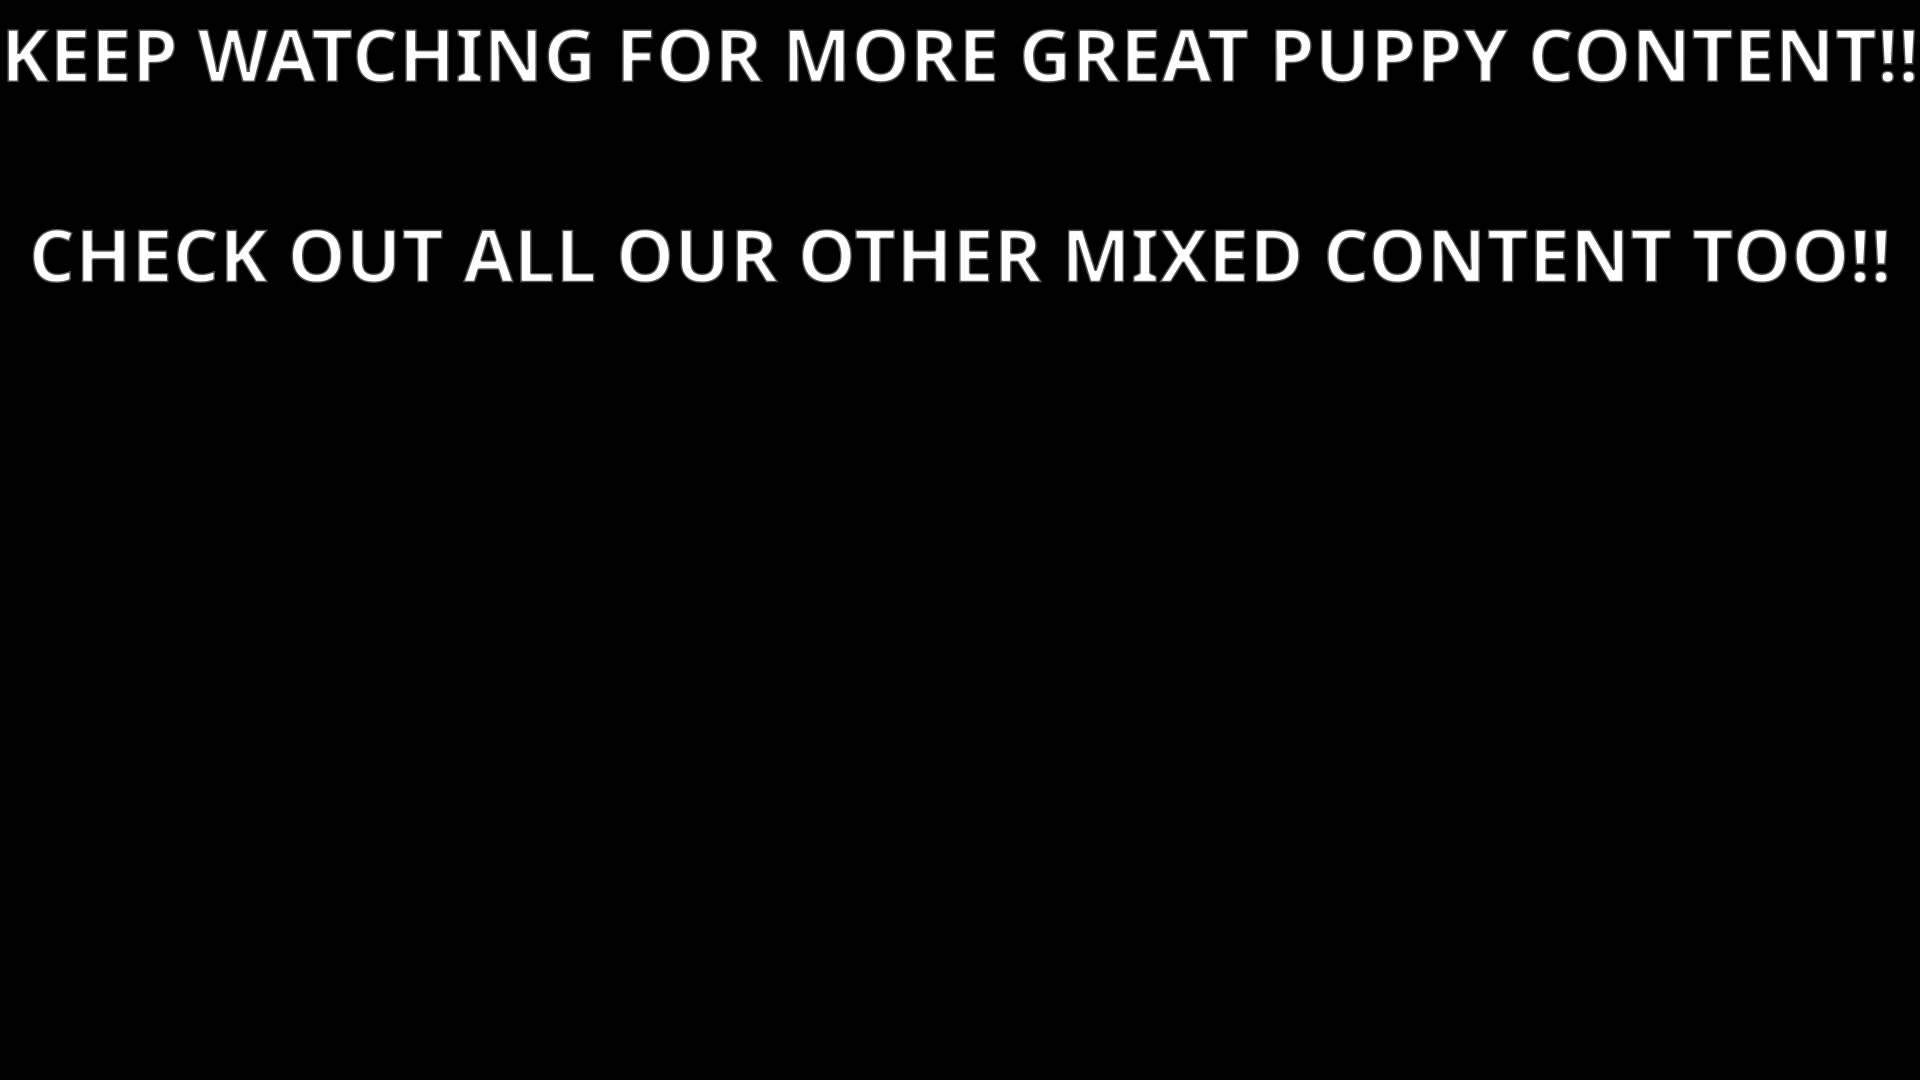 KEEP WATCHING FOR MORE GREAT PUPPY CONTENT!!
CHECK OUT ALL OUR OTHER MIXED CONTENT TOO!!